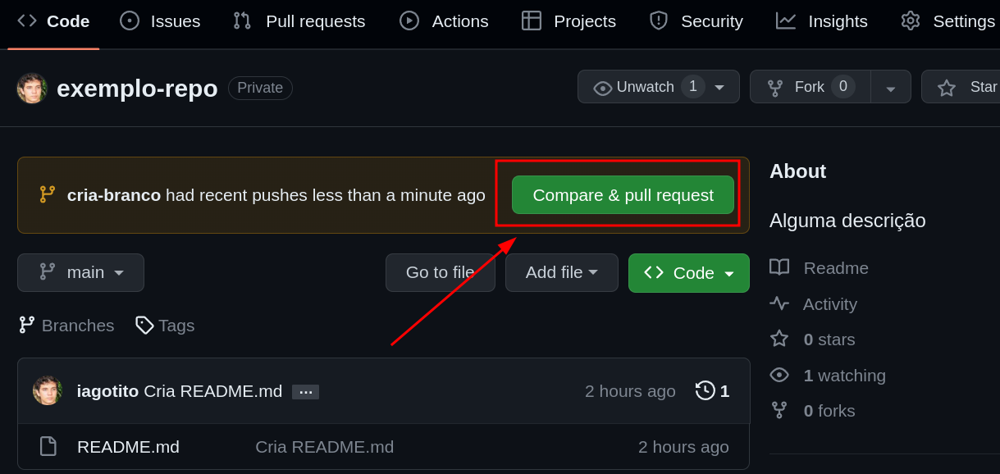 Code Issues Pull requests Actions Projects Security Insights Settings
exemplo-repo Private Unwatch 1 Fork 0 Star
cria-branco had recent pushes less than a minute ago Compare & pull request
main Go to file Add file Code
Branches Tags
iagotito Cria README.md ... 2 hours ago 1
README.md Cria README.md 2 hours ago
About
Alguma descrição
Readme
Activity
0 stars
1 watching
0 forks